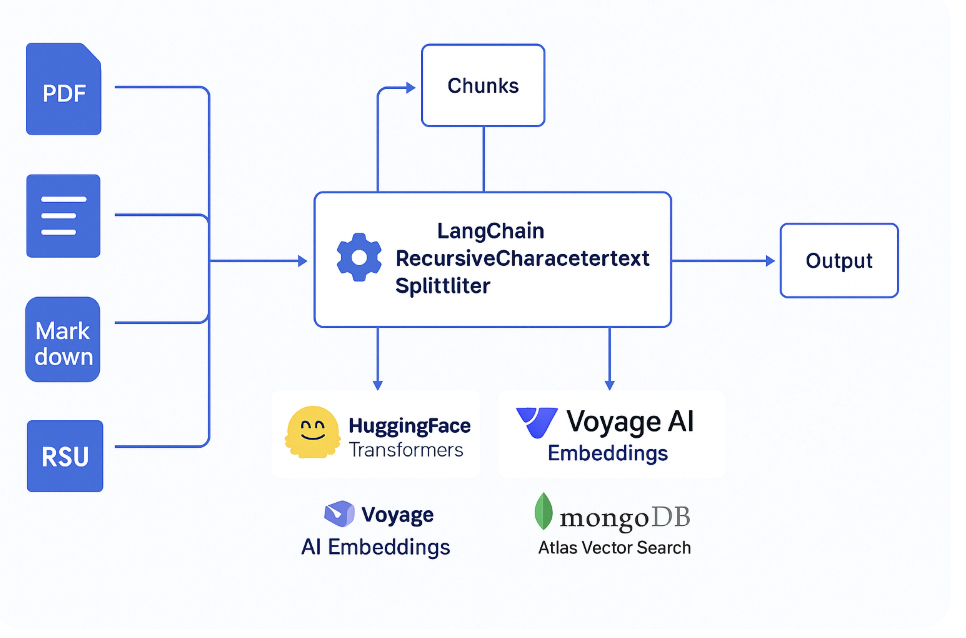 PDF
Mark
down
RSU
Chunks
LangChain
RecursiveCharacetertext
Splittliter
Output
HuggingFace
Transformers
Voyage AI
Embeddings
Voyage
AI Embeddings
mongoDB
Atlas Vector Search